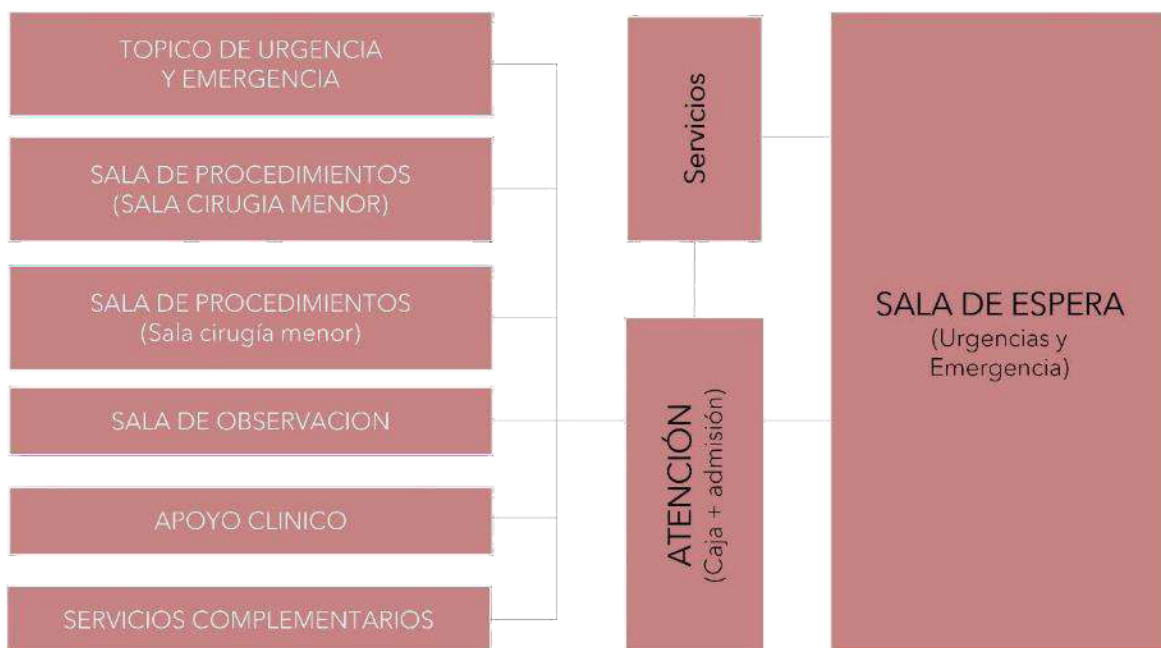 TOPICO DE URGENCIA
Y EMERGENCIA
SALA DE PROCEDIMIENTOS
(SALA CIRUGIA MENOR)
SALA DE PROCEDIMIENTOS
(Sala cirugía menor)
SALA DE OBSERVACION
APOYO CLINICO
SERVICIOS COMPLEMENTARIOS
Servicios
ATENCIÓN
(Caja + admisión)
SALA DE ESPERA
(Urgencias y
Emergencia)